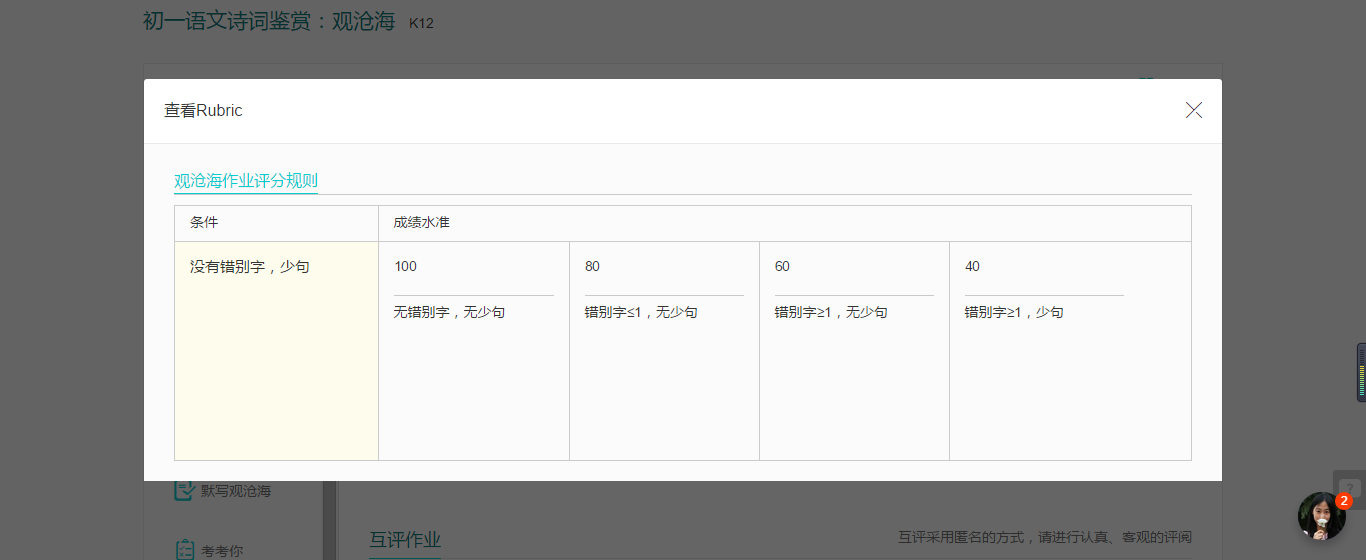 初一语文诗词鉴赏：观沧海 K12
查看Rubric
观沧海作业评分规则
条件 成绩水准
没有错别字，少句 100 80 60 40
无错别字，无少句 错别字≤1，无少句 错别字≥1，无少句 错别字≥1，少句
默写观沧海
?
2
互评作业 互评采用匿名的方式，请进行认真、客观的评阅
考考你